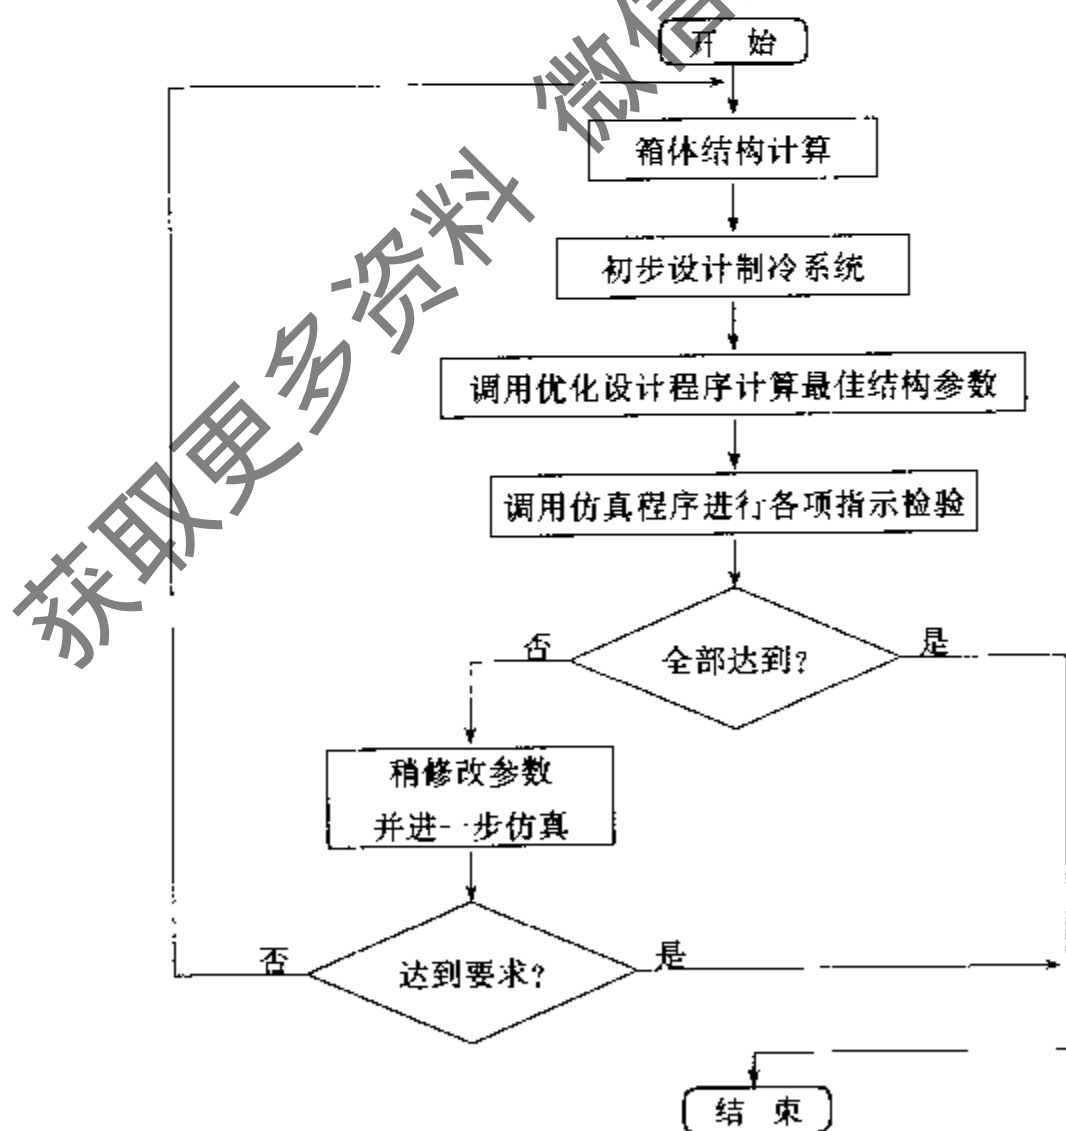 开 始
箱体结构计算
初步设计制冷系统
调用优化设计程序计算最佳结构参数
调用仿真程序进行各项指示检验
全部达到?
否
是
稍修改参数
并进一步仿真
达到要求?
否
是
结 束
获取更多资料 微信